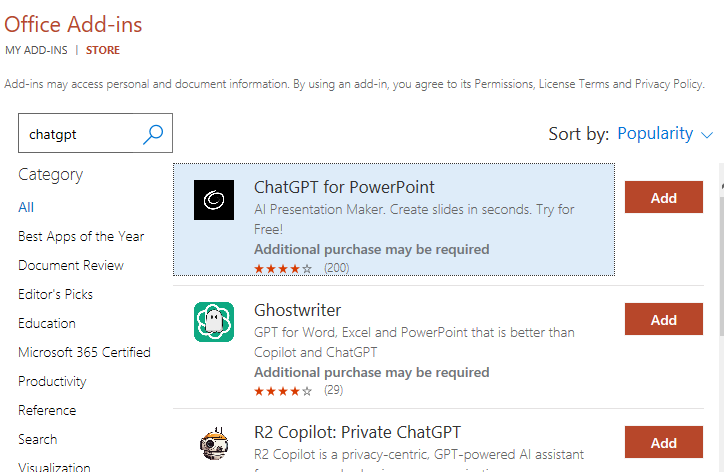 Office Add-ins
MY ADD-INS | STORE
Add-ins may access personal and document information. By using an add-in, you agree to its Permissions, License Terms and Privacy Policy.
chatgpt
Sort by: Popularity
Category
All
Best Apps of the Year
Document Review
Editor's Picks
Education
Microsoft 365 Certified
Productivity
Reference
Search
Visualization
ChatGPT for PowerPoint
AI Presentation Maker. Create slides in seconds. Try for
Free!
Additional purchase may be required
(200)
Add
Ghostwriter
GPT for Word, Excel and PowerPoint that is better than
Copilot and ChatGPT
Additional purchase may be required
(29)
Add
R2 Copilot: Private ChatGPT
R2 Copilot is a privacy-centric, GPT-powered AI assistant
Add